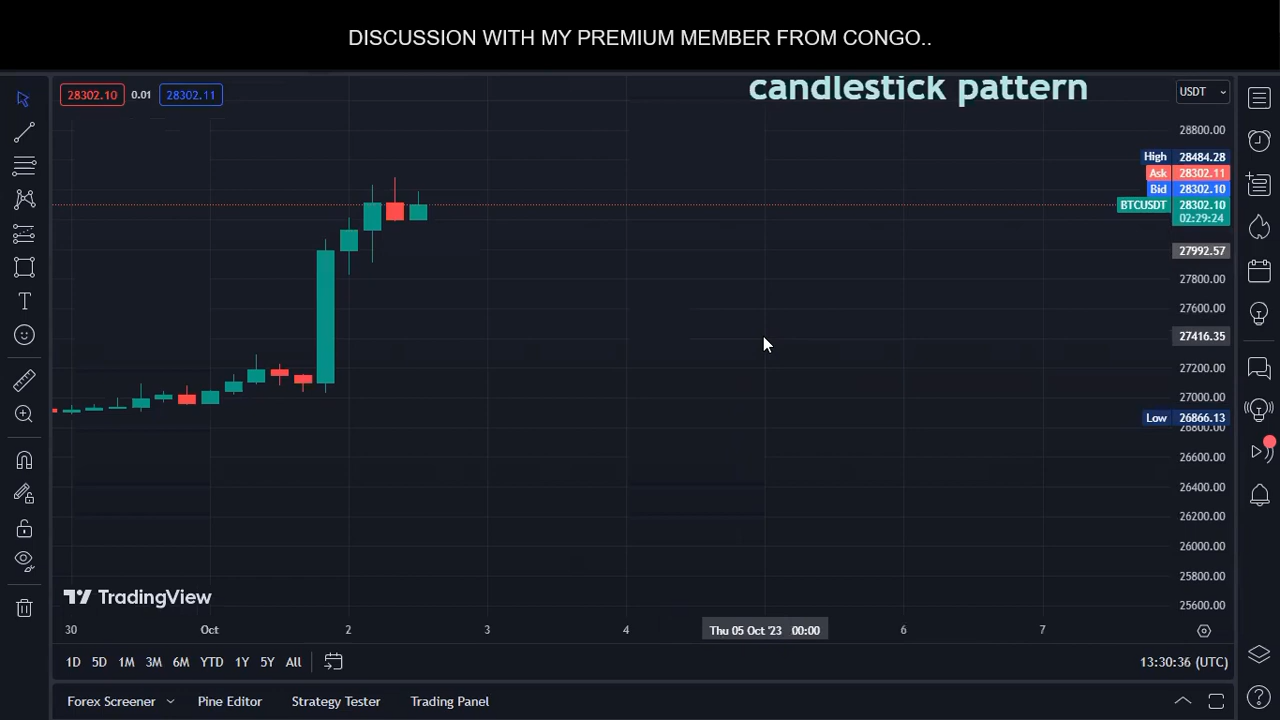 DISCUSSION WITH MY PREMIUM MEMBER FROM CONGO..
candlestick pattern
28302.10 0.01 28302.11
USDT
28800.00
High 28484.28
Ask 28302.11
Bid 28302.10
BTCUSDT 28302.10
02:29:24
27992.57
27800.00
27600.00
27416.35
27200.00
27000.00
Low 26866.13
26800.00
26600.00
26400.00
26200.00
26000.00
25800.00
25600.00
TradingView
30 Oct 2 3 4 Thu 05 Oct '23 00:00 6 7
1D 5D 1M 3M 6M YTD 1Y 5Y All 13:30:36 (UTC)
Forex Screener Pine Editor Strategy Tester Trading Panel